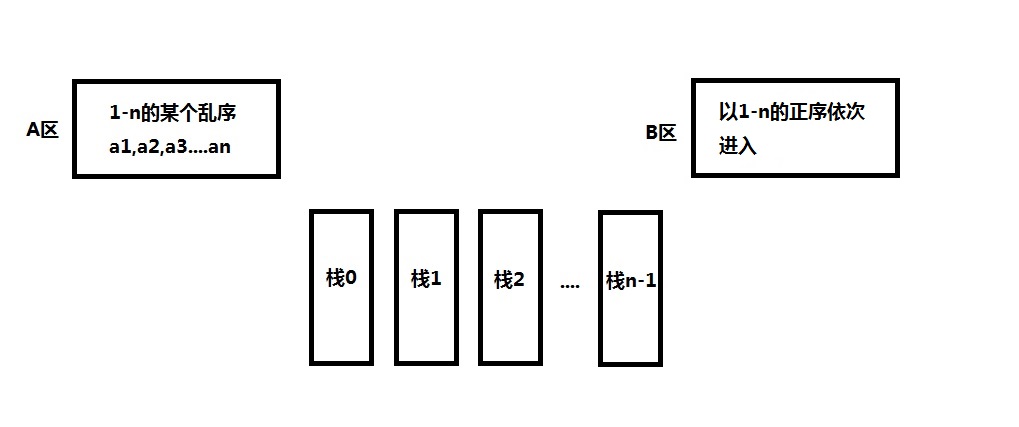 1-n的某个乱序
A区
a1,a2,a3....an
以1-n的正序依次
B区
进入
栈0
栈1
栈2
....
栈n-1